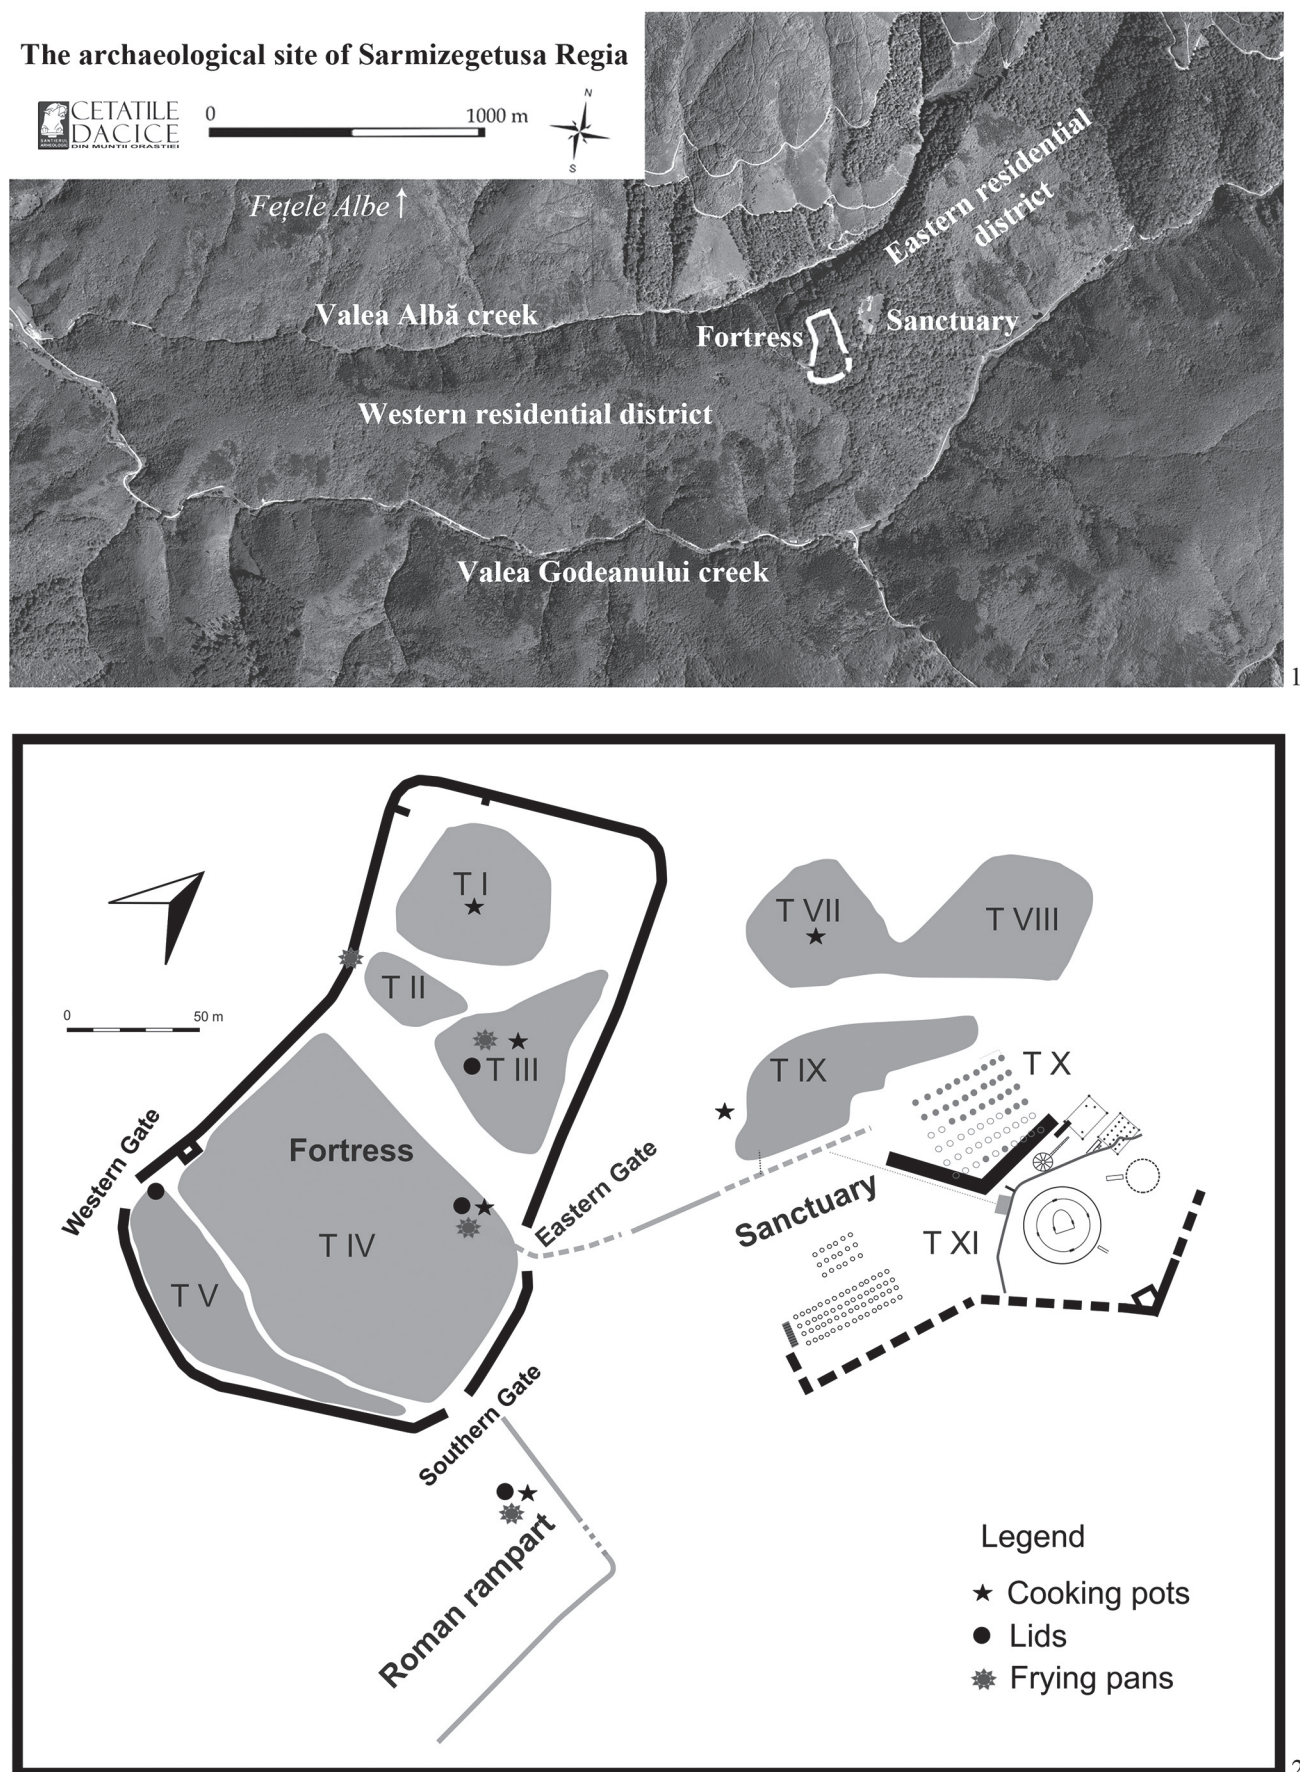 The archaeological site of Sarmizegetusa Regia
CETATILE
DACICE
DIN MUNTII ORASTIEI
SANTIERUL
ARHEOLOGIC
0 1000 m
N
S
Fețele Albe ↑
Eastern residential
district
Valea Albă creek
Fortress
Sanctuary
Western residential district
Valea Godeanului creek
1
T I
T II
T III
T VII
T VIII
T IX
T X
0 50 m
Western Gate
Fortress
Eastern Gate
Sanctuary
T IV
T XI
T V
Southern Gate
Roman rampart
Legend
Cooking pots
Lids
Frying pans
2